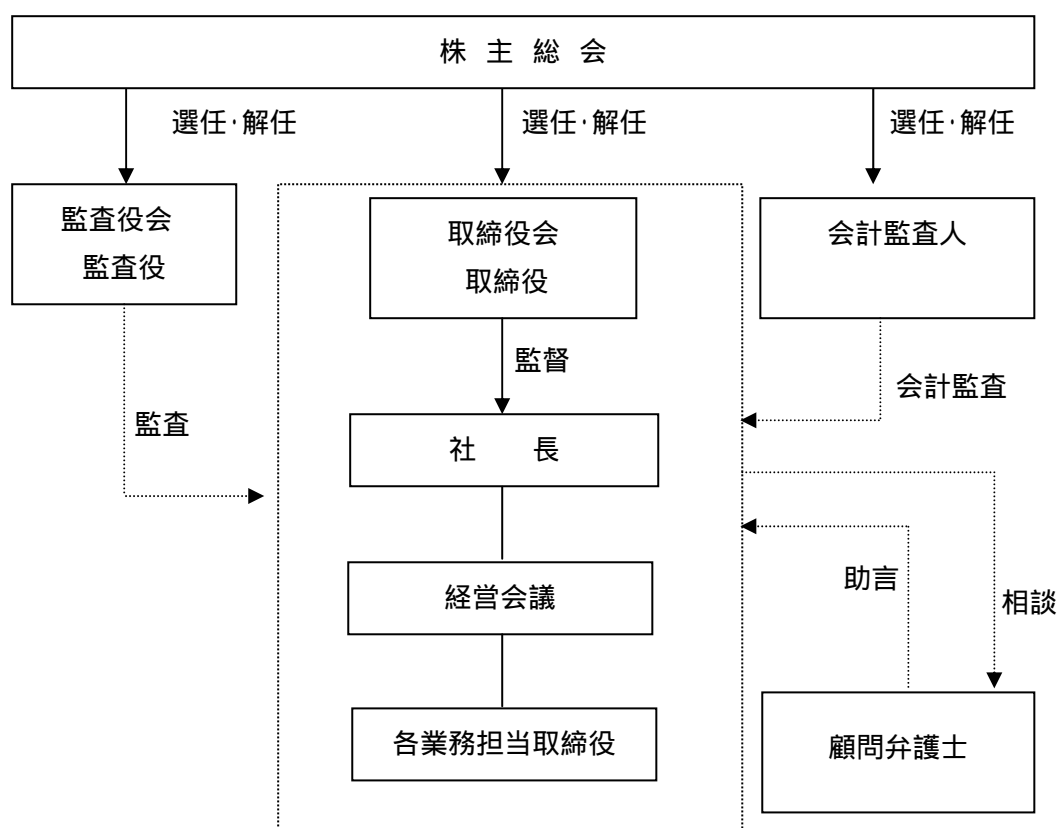 株 主 総 会
選任・解任
選任・解任
選任・解任
監査役会
監査役
取締役会
取締役
会計監査人
監督
会計監査
監査
社 長
助言
相談
経営会議
各業務担当取締役
顧問弁護士